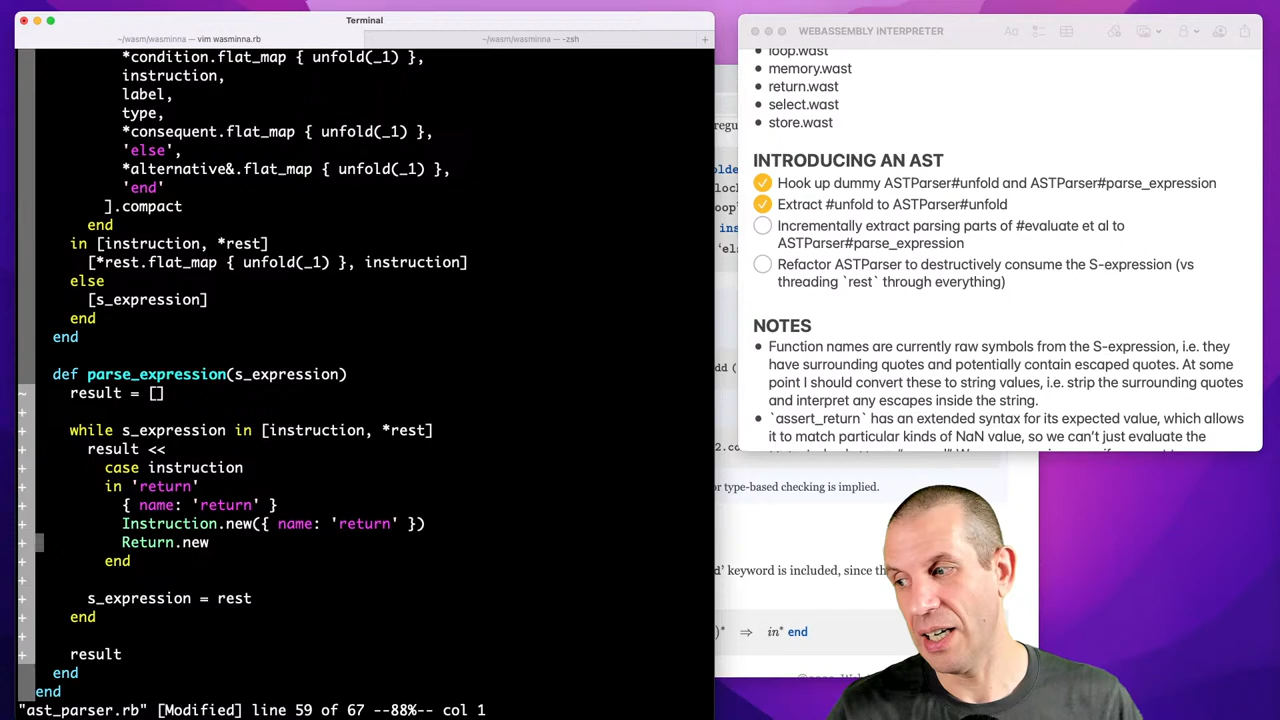 Terminal
~/wasm/wasminna — vim wasminna.rb
~/wasm/wasminna — -zsh
+
*condition.flat_map { unfold(_1) },
instruction,
label,
type,
*consequent.flat_map { unfold(_1) },
'else',
*alternative&.flat_map { unfold(_1) },
'end'
].compact
end
in [instruction, *rest]
[*rest.flat_map { unfold(_1) }, instruction]
else
[s_expression]
end
end
def parse_expression(s_expression)
~ result = []
+
+ while s_expression in [instruction, *rest]
+ result <<
+ case instruction
+ in 'return'
+ { name: 'return' }
+ Instruction.new({ name: 'return' })
+ Return.new
+ end
+
+ s_expression = rest
+ end
+
+ result
end
end
"ast_parser.rb" [Modified] line 59 of 67 --88%-- col 1
WEBASSEMBLY INTERPRETER
Aa
• loop.wast
• memory.wast
• return.wast
• select.wast
• store.wast
INTRODUCING AN AST
Hook up dummy ASTParser#unfold and ASTParser#parse_expression
Extract #unfold to ASTParser#unfold
Incrementally extract parsing parts of #evaluate et al to
ASTParser#parse_expression
Refactor ASTParser to destructively consume the S-expression (vs
threading `rest` through everything)
NOTES
• Function names are currently raw symbols from the S-expression, i.e. they
have surrounding quotes and potentially contain escaped quotes. At some
point I should convert these to string values, i.e. strip the surrounding quotes
and interpret any escapes inside the string.
• `assert_return` has an extended syntax for its expected value, which allows
it to match particular kinds of NaN value, so we can't just evaluate the
or type-based checking is implied.
keyword is included, since the
)* ⇒ in* end